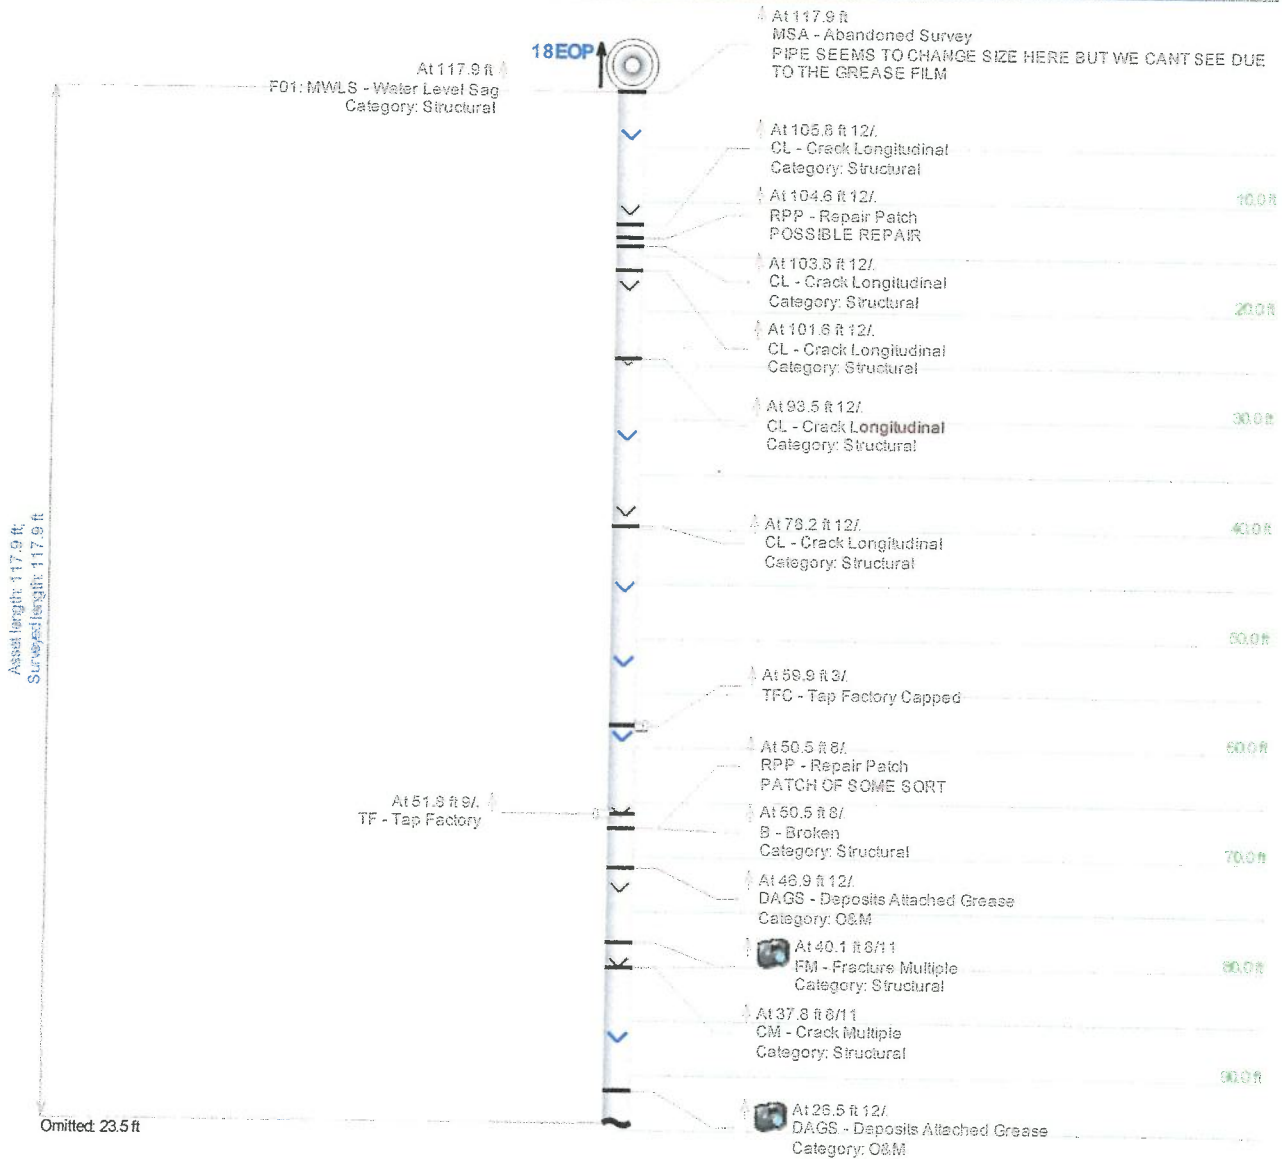 18EOP
At 117.9 ft
F01: MWLS - Water Level Sag
Category: Structural
At 117.9 ft
MSA - Abandoned Survey
PIPE SEEMS TO CHANGE SIZE HERE BUT WE CANT SEE DUE
TO THE GREASE FILM
At 105.8 ft 12/.
CL - Crack Longitudinal
Category: Structural
At 104.6 ft 12/.
RPP - Repair Patch
POSSIBLE REPAIR
10.0 ft
At 103.8 ft 12/.
CL - Crack Longitudinal
Category: Structural
20.0 ft
At 101.6 ft 12/.
CL - Crack Longitudinal
Category: Structural
At 93.5 ft 12/.
CL - Crack Longitudinal
Category: Structural
30.0 ft
Asset length: 117.9 ft;
Surveyed length: 117.9 ft
At 78.2 ft 12/.
CL - Crack Longitudinal
Category: Structural
40.0 ft
50.0 ft
At 59.9 ft 3/.
TFC - Tap Factory Capped
At 50.5 ft 8/.
RPP - Repair Patch
PATCH OF SOME SORT
60.0 ft
At 51.8 ft 9/.
TF - Tap Factory
At 50.5 ft 8/
B - Broken
Category: Structural
70.0 ft
At 46.9 ft 12/
DAGS - Deposits Attached Grease
Category: O&M
At 40.1 ft 8/11
FM - Fracture Multiple
Category: Structural
80.0 ft
At 37.8 ft 8/11
CM - Crack Multiple
Category: Structural
90.0 ft
At 26.5 ft 12/.
DAGS - Deposits Attached Grease
Category: O&M
Omitted: 23.5 ft